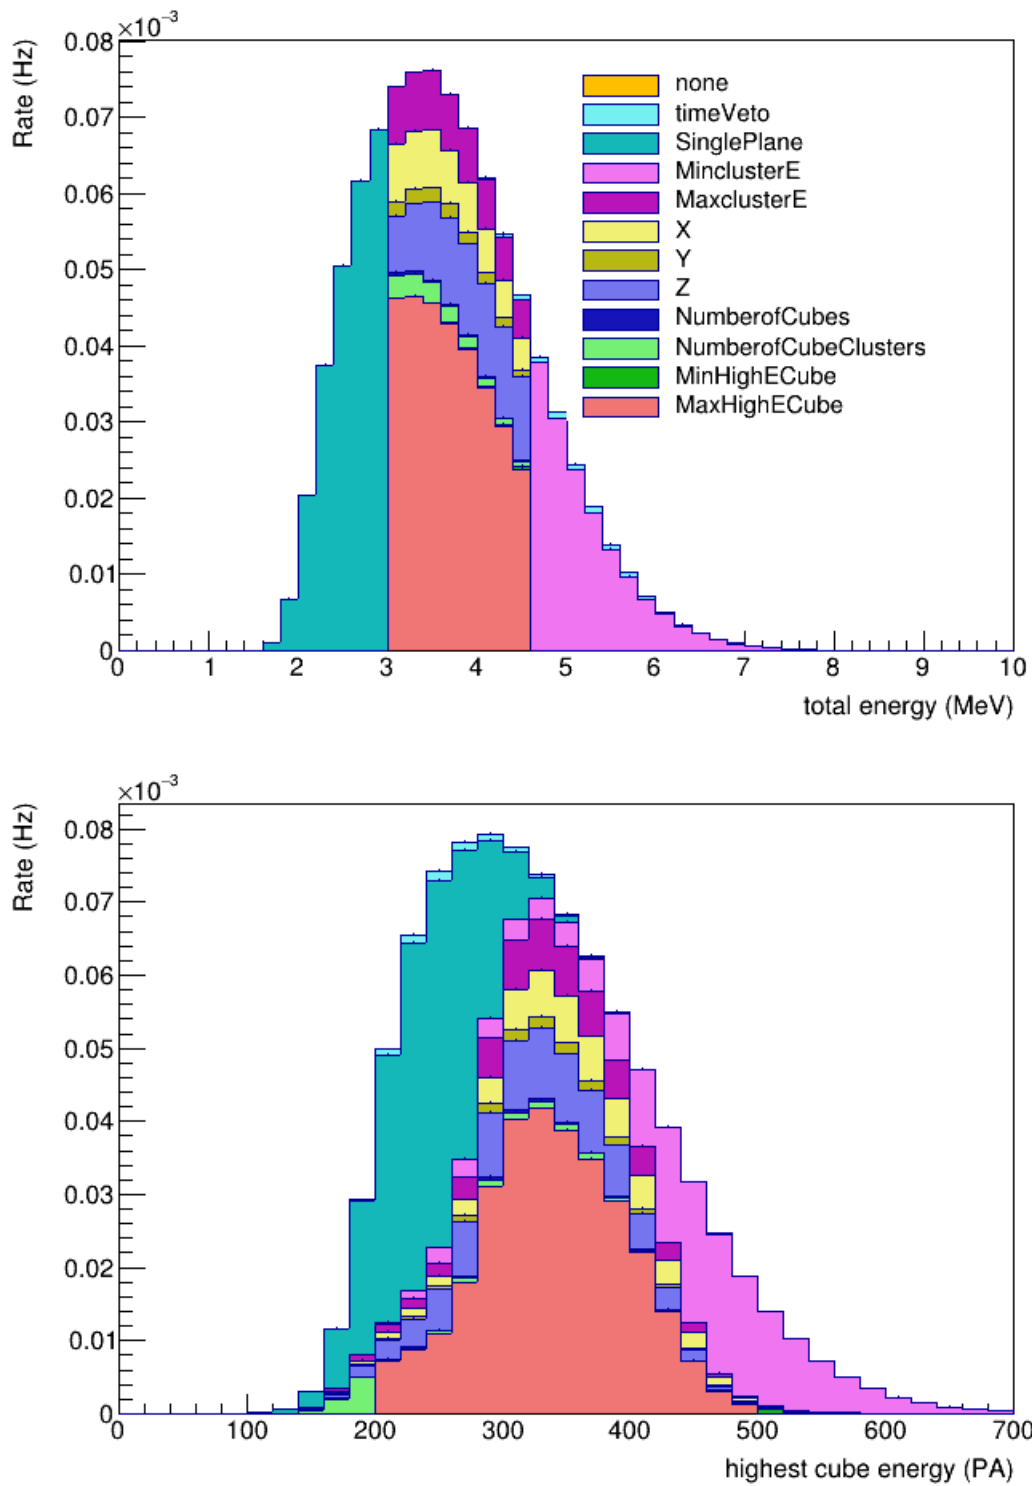 ×10⁻³
Rate (Hz)
0.08
0.07
0.06
0.05
0.04
0.03
0.02
0.01
0
none
timeVeto
SinglePlane
MinclusterE
MaxclusterE
X
Y
Z
NumberofCubes
NumberofCubeClusters
MinHighECube
MaxHighECube
0 1 2 3 4 5 6 7 8 9 10
total energy (MeV)
×10⁻³
Rate (Hz)
0.08
0.07
0.06
0.05
0.04
0.03
0.02
0.01
0
0 100 200 300 400 500 600 700
highest cube energy (PA)